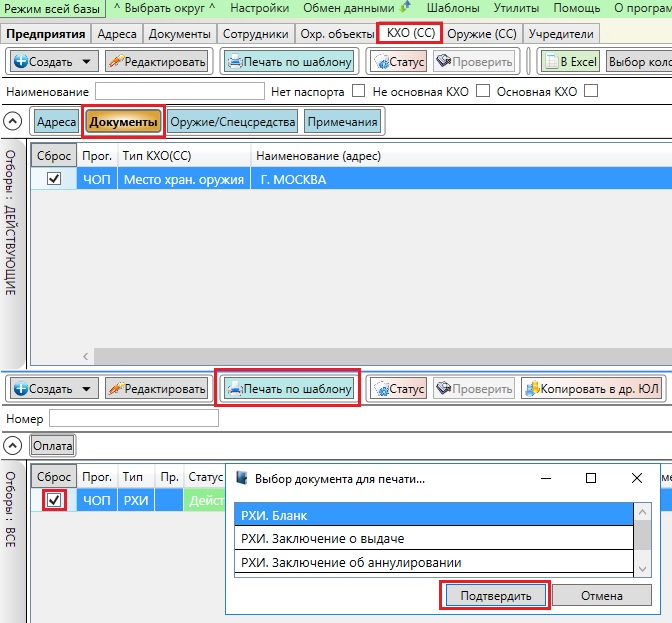 Режим всей базы ^ Выбрать округ ^ Настройки Обмен данными Шаблоны Утилиты Помощь О програм
Предприятия Адреса Документы Сотрудники Охр. объекты КХО (СС) Оружие (СС) Учредители
Создать Редактировать Печать по шаблону Статус Проверить В Excel Выбор коло
Наименование Нет паспорта Не основная КХО Основная КХО
Адреса Документы Оружие/Спецсредства Примечания
Отборы : ДЕЙСТВУЮЩИЕ
Сброс Прог. Тип КХО(СС) Наименование (адрес)
ЧОП Место хран. оружия Г. МОСКВА
Создать Редактировать Печать по шаблону Статус Проверить Копировать в др. ЮЛ
Номер
Оплата
Отборы : ВСЕ
Сброс Прог. Тип Пр. Статус
ЧОП РХИ Дейст
Выбор документа для печати...
РХИ. Бланк
РХИ. Заключение о выдаче
РХИ. Заключение об аннулировании
Подтвердить Отмена